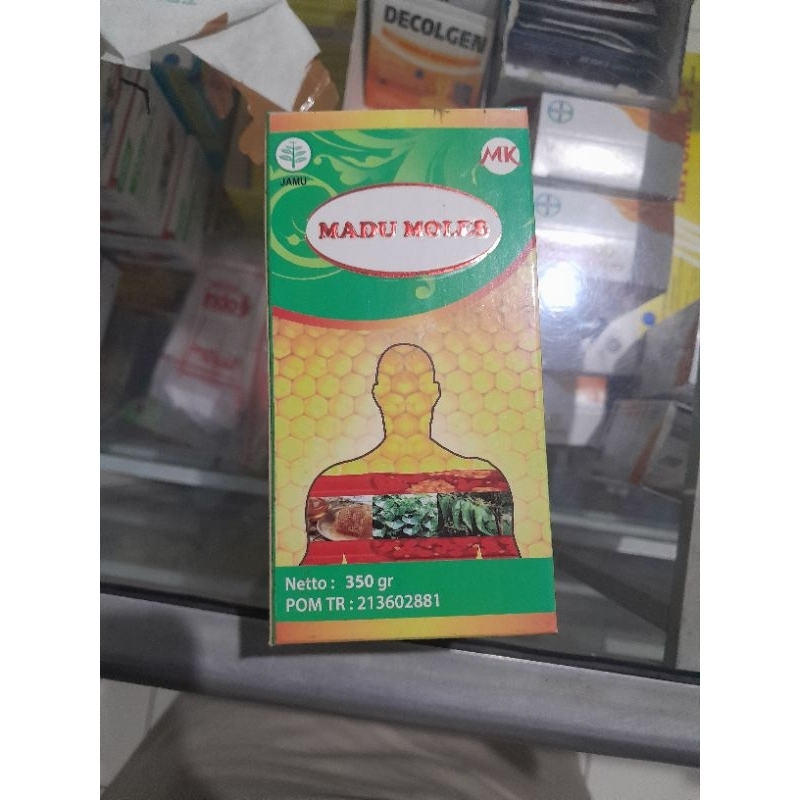 DECOLGEN
JAMU
MK
MADU MOLES
Netto : 350 gr
POM TR : 213602881